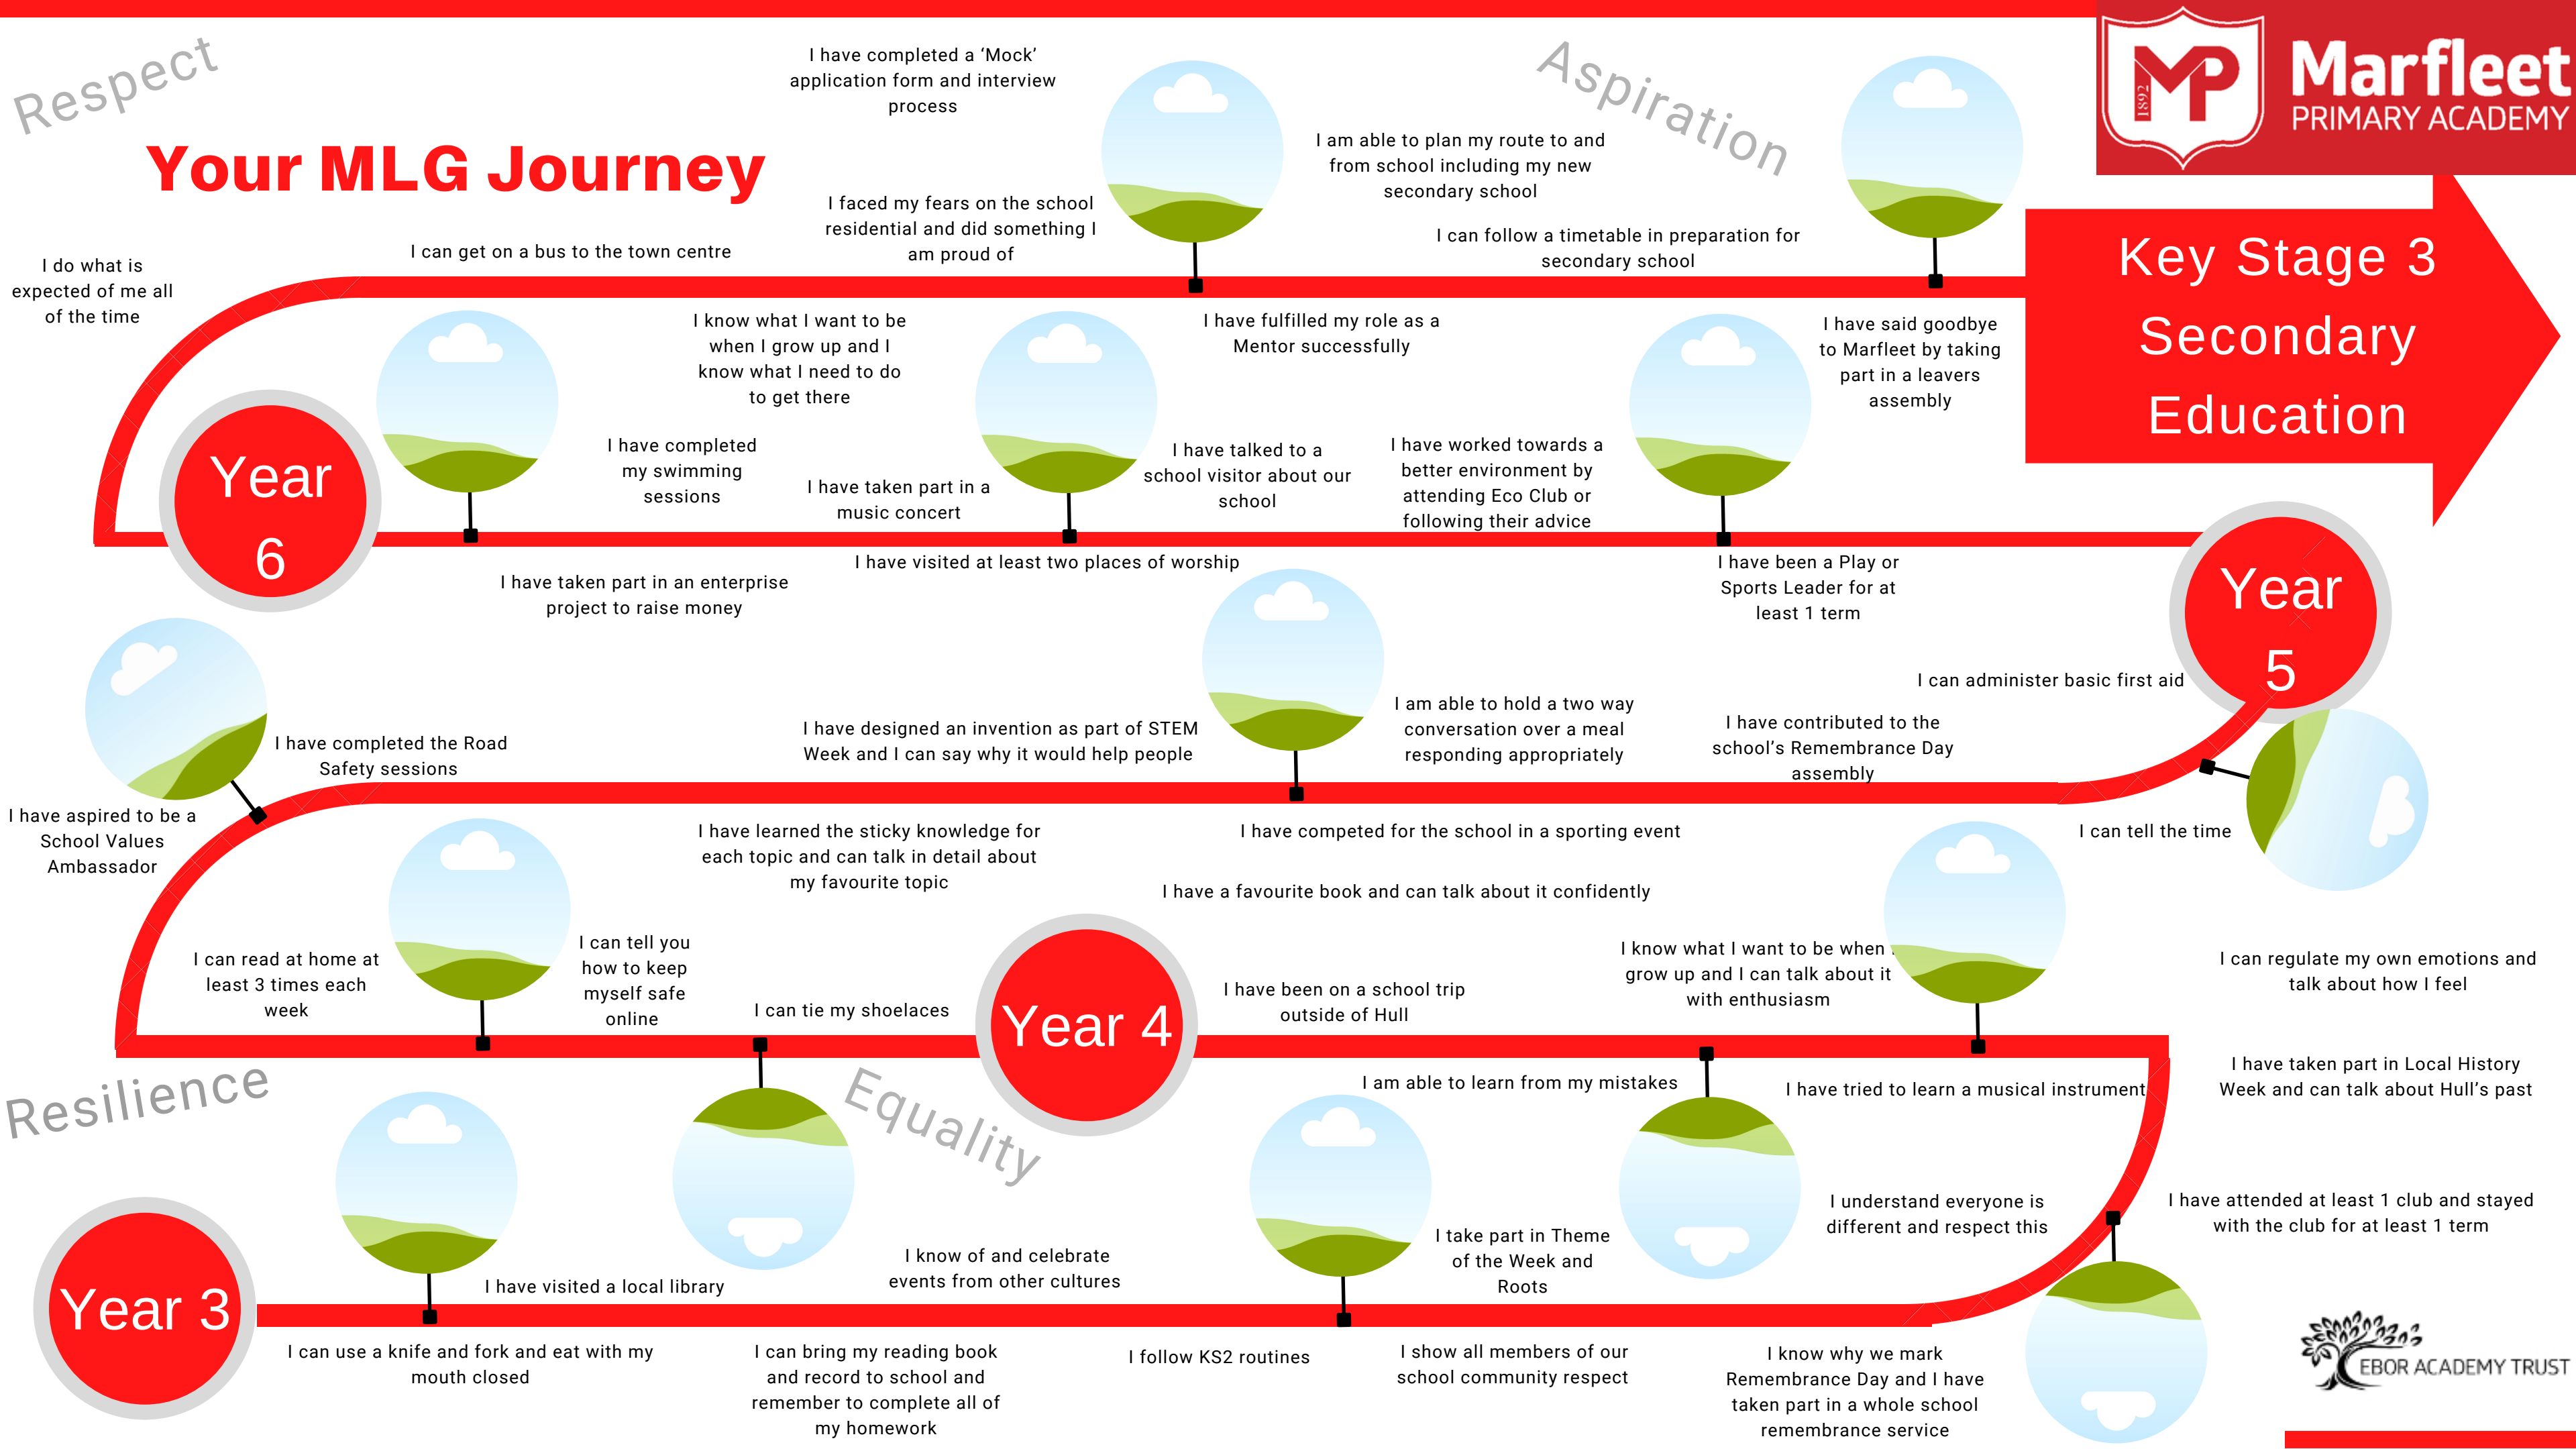 Respect
Your MLG Journey
Aspiration
1892
MP
Marfleet
PRIMARY ACADEMY
I have completed a ‘Mock’
application form and interview
process
I am able to plan my route to and
from school including my new
secondary school
I faced my fears on the school
residential and did something I
am proud of
I can follow a timetable in preparation for
secondary school
I can get on a bus to the town centre
I do what is
expected of me all
of the time
Key Stage 3
Secondary
Education
I know what I want to be
when I grow up and I
know what I need to do
to get there
I have fulfilled my role as a
Mentor successfully
I have said goodbye
to Marfleet by taking
part in a leavers
assembly
Year
6
I have completed
my swimming
sessions
I have taken part in a
music concert
I have talked to a
school visitor about our
school
I have worked towards a
better environment by
attending Eco Club or
following their advice
I have visited at least two places of worship
I have taken part in an enterprise
project to raise money
I have been a Play or
Sports Leader for at
least 1 term
Year
5
I can administer basic first aid
I have completed the Road
Safety sessions
I have designed an invention as part of STEM
Week and I can say why it would help people
I am able to hold a two way
conversation over a meal
responding appropriately
I have contributed to the
school’s Remembrance Day
assembly
I have aspired to be a
School Values
Ambassador
I have learned the sticky knowledge for
each topic and can talk in detail about
my favourite topic
I have competed for the school in a sporting event
I can tell the time
I have a favourite book and can talk about it confidently
I can read at home at
least 3 times each
week
I can tell you
how to keep
myself safe
online
I can tie my shoelaces
Year 4
I have been on a school trip
outside of Hull
I know what I want to be when
grow up and I can talk about it
with enthusiasm
I can regulate my own emotions and
talk about how I feel
Resilience
Equality
I am able to learn from my mistakes
I have tried to learn a musical instrument
I have taken part in Local History
Week and can talk about Hull’s past
I understand everyone is
different and respect this
I have attended at least 1 club and stayed
with the club for at least 1 term
Year 3
I have visited a local library
I know of and celebrate
events from other cultures
I take part in Theme
of the Week and
Roots
I can use a knife and fork and eat with my
mouth closed
I can bring my reading book
and record to school and
remember to complete all of
my homework
I follow KS2 routines
I show all members of our
school community respect
I know why we mark
Remembrance Day and I have
taken part in a whole school
remembrance service
EBOR ACADEMY TRUST